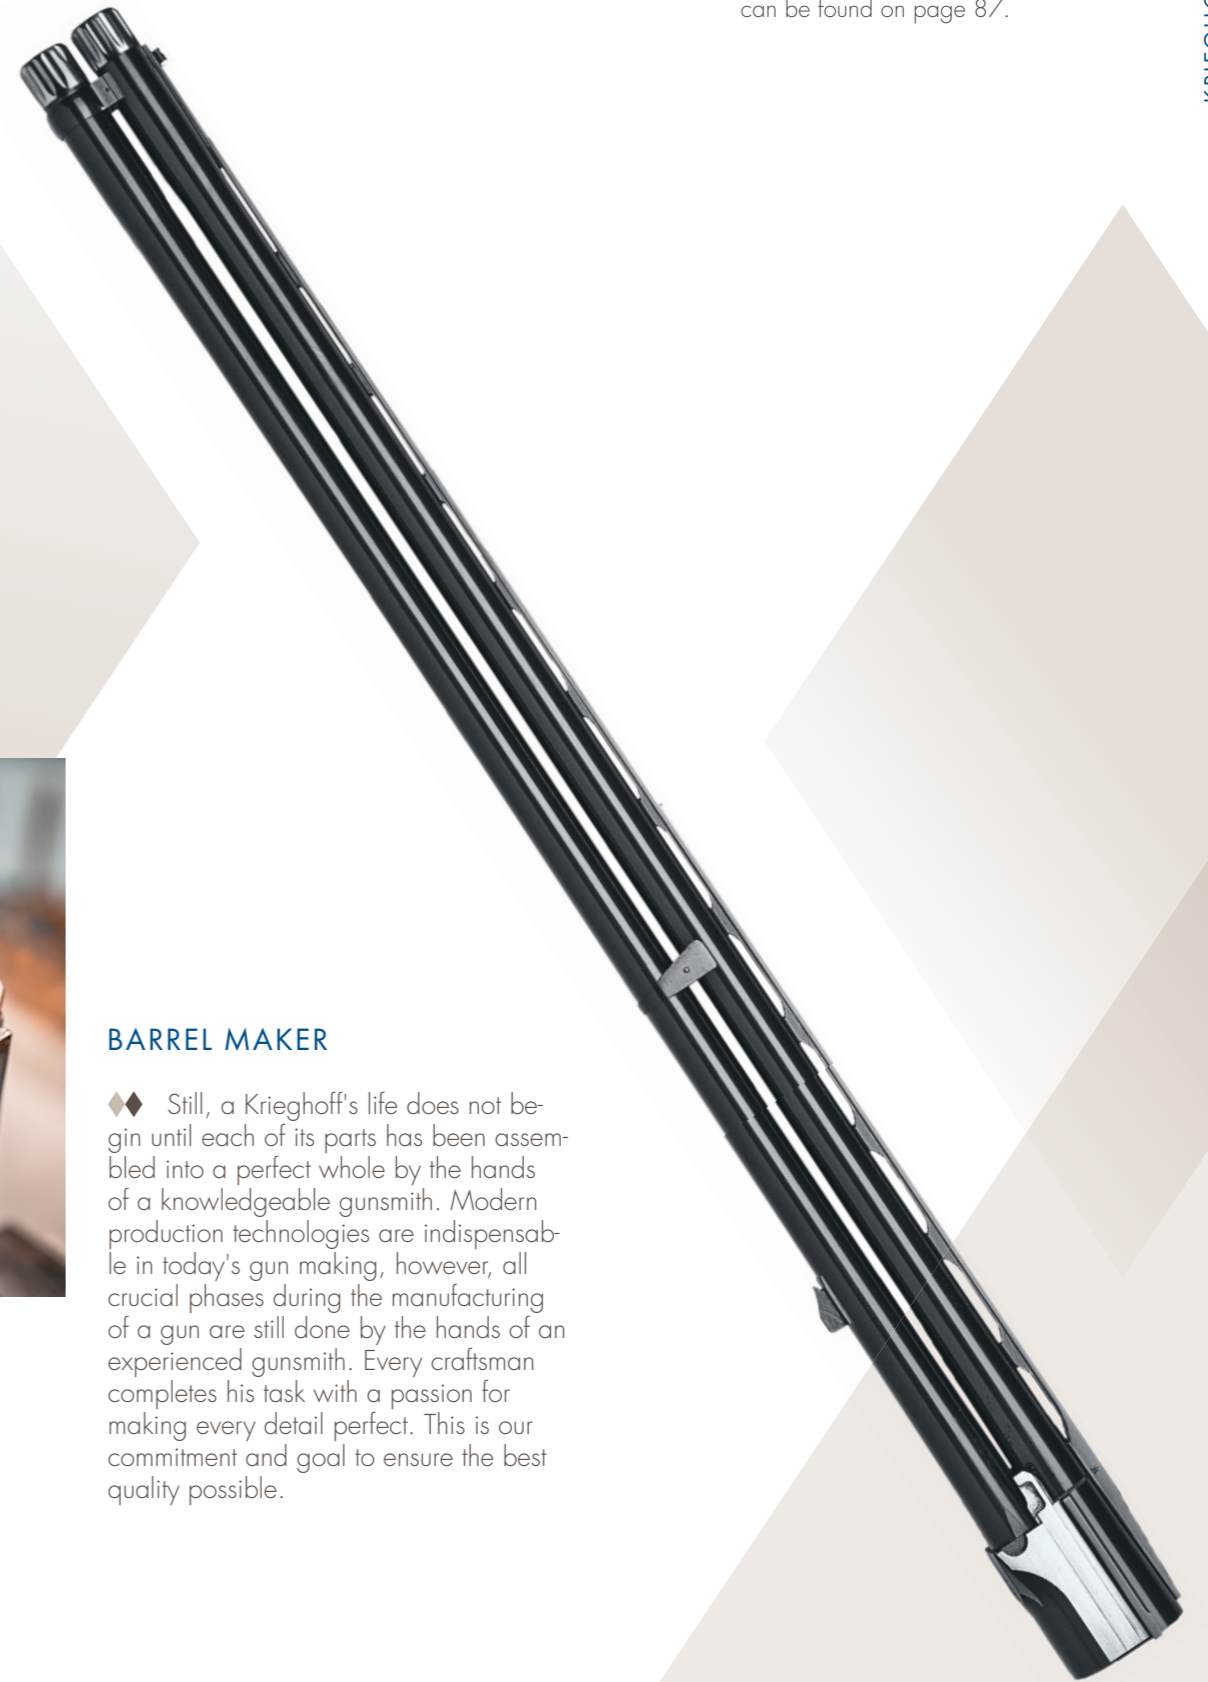 can be found on page 87.
BARREL MAKER
Still, a Krieghoff's life does not be-
gin until each of its parts has been assem-
bled into a perfect whole by the hands
of a knowledgeable gunsmith. Modern
production technologies are indispensab-
le in today's gun making, however, all
crucial phases during the manufacturing
of a gun are still done by the hands of an
experienced gunsmith. Every craftsman
completes his task with a passion for
making every detail perfect. This is our
commitment and goal to ensure the best
quality possible.